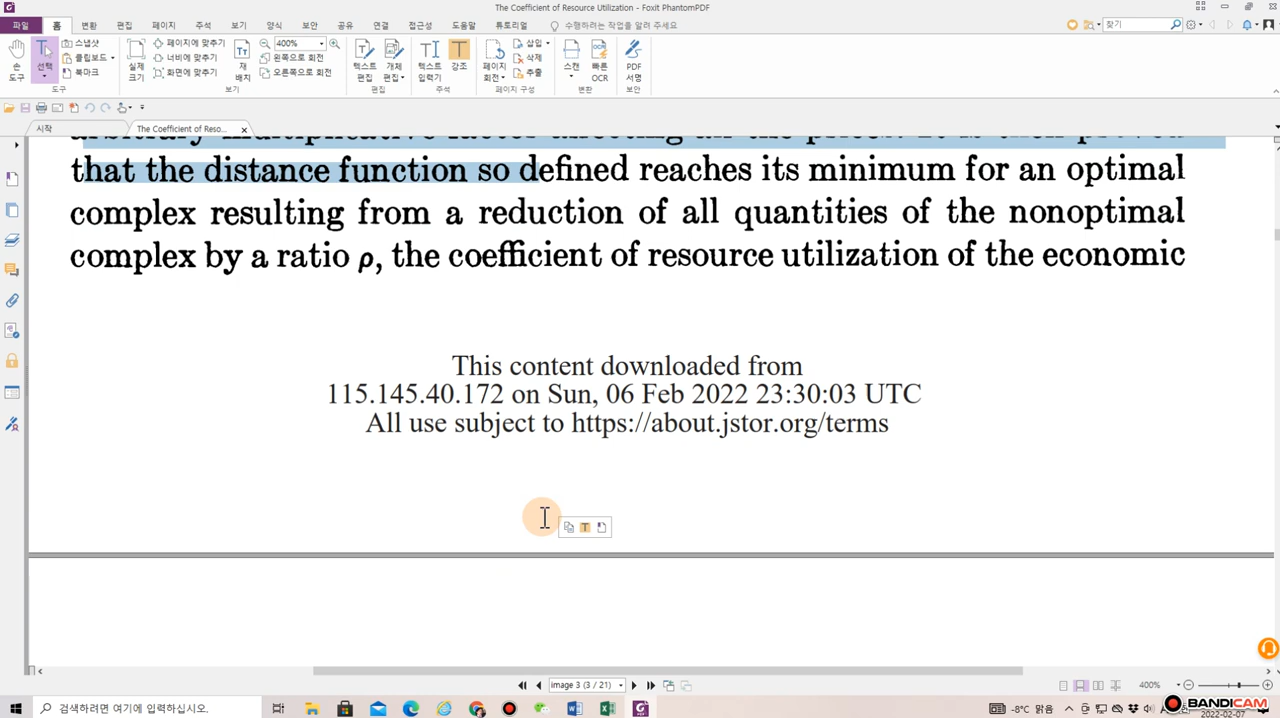 The Coefficient of Resource Utilization - Foxit PhantomPDF
파일 홈 변환 편집 페이지 주석 보기 양식 보안 공유 연결 접근성 도움말 튜토리얼 수행하려는 작업을 알려 주세요 찾기
손 도구
선택
스냅샷
클립보드
북마크
실제 크기
페이지에 맞추기
너비에 맞추기
화면에 맞추기
재 배치
400%
왼쪽으로 회전
오른쪽으로 회전
텍스트 편집
개체 편집
텍스트 입력기
강조
페이지 회전
삽입
삭제
추출
스캔
빠른 OCR
PDF 서명
도구 보기 편집 주석 페이지 구성 변환 보안
시작 The Coefficient of Reso...
arbitrary multiplicative factor affecting all the prices. It is then proved
that the distance function so defined reaches its minimum for an optimal
complex resulting from a reduction of all quantities of the nonoptimal
complex by a ratio ρ, the coefficient of resource utilization of the economic
This content downloaded from
115.145.40.172 on Sun, 06 Feb 2022 23:30:03 UTC
All use subject to https://about.jstor.org/terms
image 3 (3 / 21) 400%
검색하려면 여기에 입력하십시오. -8°C 맑음
BANDICAM
2022-02-07